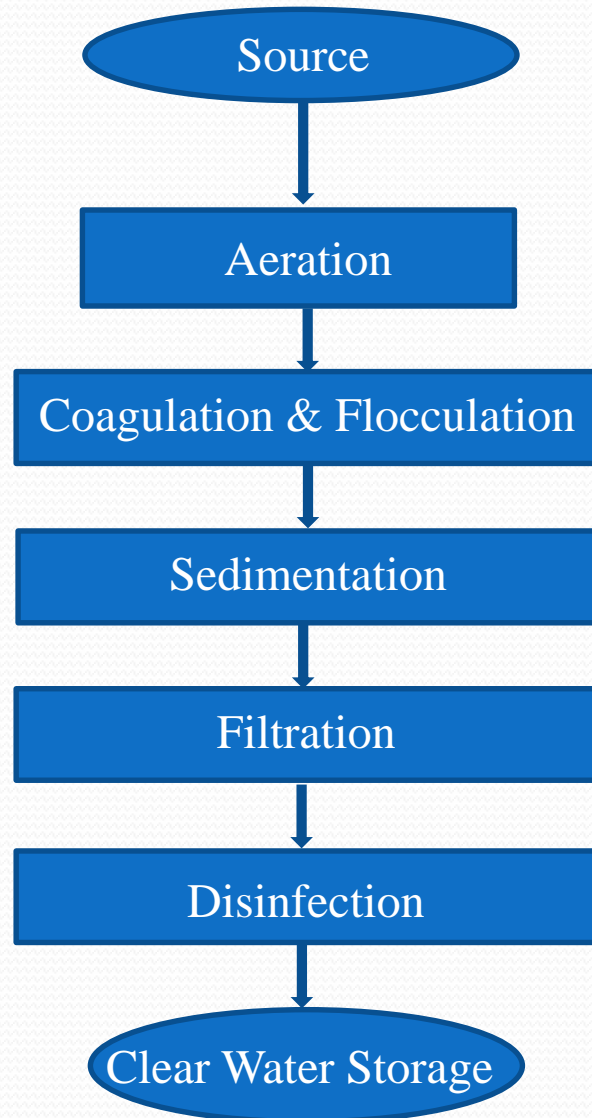 Source
Aeration
Coagulation & Flocculation
Sedimentation
Filtration
Disinfection
Clear Water Storage